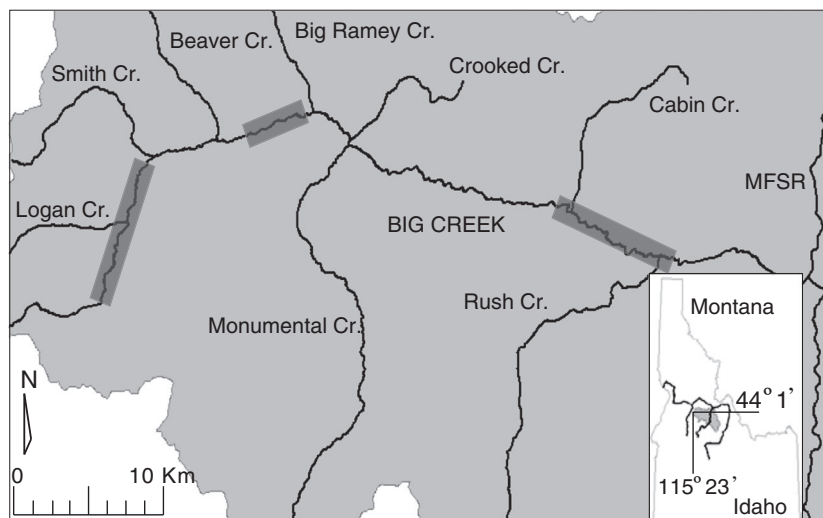 Big Ramey Cr.
Beaver Cr.
Crooked Cr.
Smith Cr.
Cabin Cr.
MFSR
Logan Cr.
BIG CREEK
Rush Cr.
Monumental Cr.
Montana
N
44° 1'
0 10 Km
115° 23'
Idaho